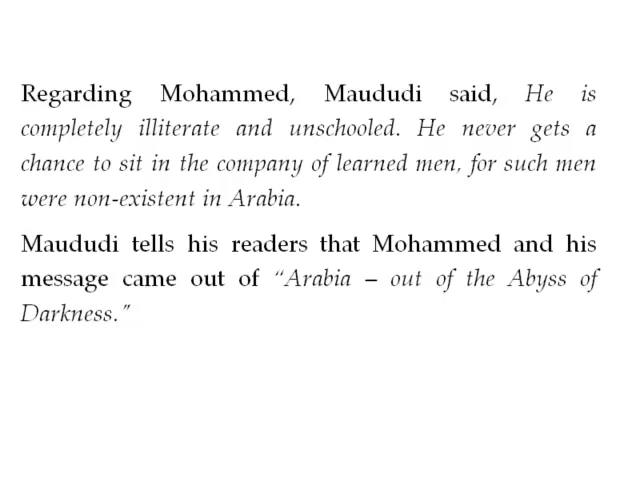 Regarding Mohammed, Maududi said, He is
completely illiterate and unschooled. He never gets a
chance to sit in the company of learned men, for such men
were non-existent in Arabia.
Maududi tells his readers that Mohammed and his
message came out of “Arabia – out of the Abyss of
Darkness.”